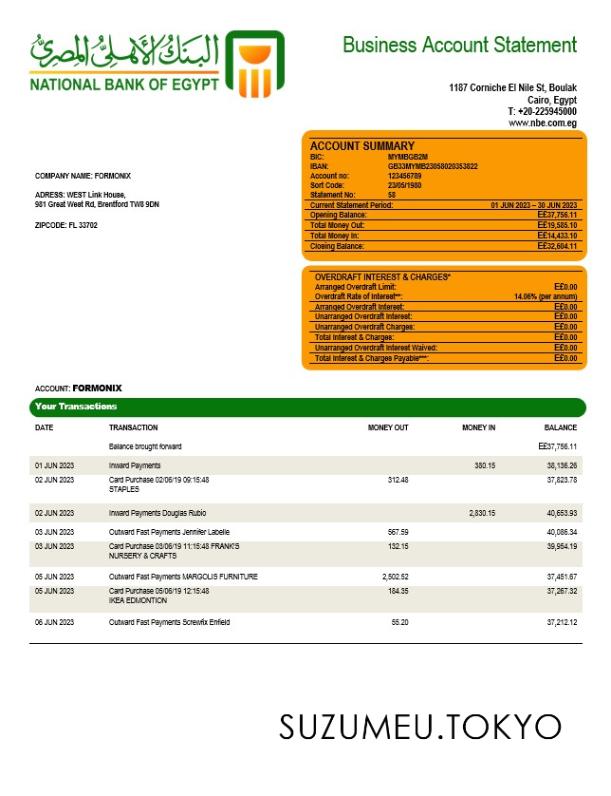 البنك الأهلي المصري
NATIONAL BANK OF EGYPT
Business Account Statement
1187 Corniche El Nile St, Boulak
Cairo, Egypt
T: +20-225945000
www.nbe.com.eg
COMPANY NAME: FORMONIX
ADRESS: WEST Link House,
981 Great West Rd, Brentford TW8 9DN
ZIPCODE: FL 33702
ACCOUNT SUMMARY
BIC: MYMBGB2M
IBAN: GB33MYMB23058020353822
Account no: 123456789
Sort Code: 23/05/1980
Statement No: 58
Current Statement Period: 01 JUN 2023 – 30 JUN 2023
Opening Balance: E£37,756.11
Total Money Out: E£19,585.10
Total Money In: E£14,433.10
Closing Balance: E£32,604.11
OVERDRAFT INTEREST & CHARGES*
Arranged Overdraft Limit: E£0.00
Overdraft Rate of Interest**: 14.06% (per annum)
Arranged Overdraft Interest: E£0.00
Unarranged Overdraft Interest: E£0.00
Unarranged Overdraft Charges: E£0.00
Total Interest & Charges: E£0.00
Unarranged Overdraft Interest Waived: E£0.00
Total Interest & Charges Payable***: E£0.00
ACCOUNT: FORMONIX
Your Transactions
DATE TRANSACTION MONEY OUT MONEY IN BALANCE
Balance brought forward E£37,756.11
01 JUN 2023 Inward Payments 380.15 38,136.26
02 JUN 2023 Card Purchase 02/06/19 09:15:48 312.48 37,823.78
STAPLES
02 JUN 2023 Inward Payments Douglas Rubio 2,830.15 40,653.93
03 JUN 2023 Outward Fast Payments Jennifer Labelle 567.59 40,086.34
03 JUN 2023 Card Purchase 03/06/19 11:15:48 FRANK'S 132.15 39,954.19
NURSERY & CRAFTS
05 JUN 2023 Outward Fast Payments MARGOLIS FURNITURE 2,502.52 37,451.67
05 JUN 2023 Card Purchase 05/06/19 12:15:48 184.35 37,267.32
IKEA EDMONTION
06 JUN 2023 Outward Fast Payments Screwfix Enfield 55.20 37,212.12
SUZUMEU.TOKYO